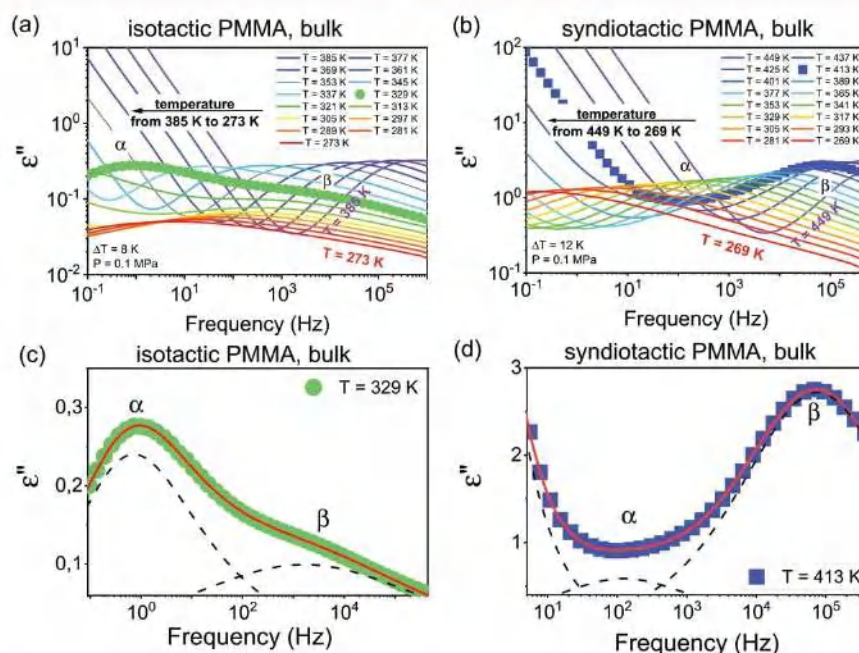 (a) isotactic PMMA, bulk
10¹
10⁰
10⁻¹
10⁻²
ε''
T = 385 K T = 377 K
T = 369 K T = 361 K
T = 353 K T = 345 K
T = 337 K T = 329 K
T = 321 K T = 313 K
T = 305 K T = 297 K
T = 289 K T = 281 K
T = 273 K
temperature
from 385 K to 273 K
α
β
T = 385 K
T = 273 K
ΔT = 8 K
P = 0.1 MPa
10⁻¹ 10¹ 10³ 10⁵
Frequency (Hz)
(b) syndiotactic PMMA, bulk
10²
10¹
10⁰
10⁻¹
ε''
T = 449 K T = 437 K
T = 425 K T = 413 K
T = 401 K T = 389 K
T = 377 K T = 365 K
T = 353 K T = 341 K
T = 329 K T = 317 K
T = 305 K T = 293 K
T = 281 K T = 269 K
temperature
from 449 K to 269 K
α
β
T = 449 K
T = 269 K
ΔT = 12 K
P = 0.1 MPa
10⁻¹ 10¹ 10³ 10⁵
Frequency (Hz)
(c) isotactic PMMA, bulk
0,3
0,2
0,1
ε''
T = 329 K
α
β
10⁰ 10² 10⁴
Frequency (Hz)
(d) syndiotactic PMMA, bulk
3
2
1
ε''
β
α
T = 413 K
10¹ 10² 10³ 10⁴ 10⁵
Frequency (Hz)